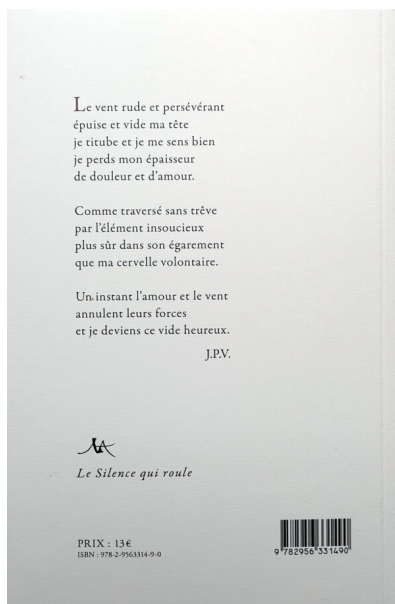 Le vent rude et persévérant
épuise et vide ma tête
je titube et je me sens bien
je perds mon épaisseur
de douleur et d'amour.
Comme traversé sans trêve
par l'élément insoucieux
plus sûr dans son égarement
que ma cervelle volontaire.
Un instant l'amour et le vent
annulent leurs forces
et je deviens ce vide heureux.
J.P.V.
Le Silence qui roule
PRIX : 13 €
ISBN : 978-2-9563314-9-0
9 782956 331490